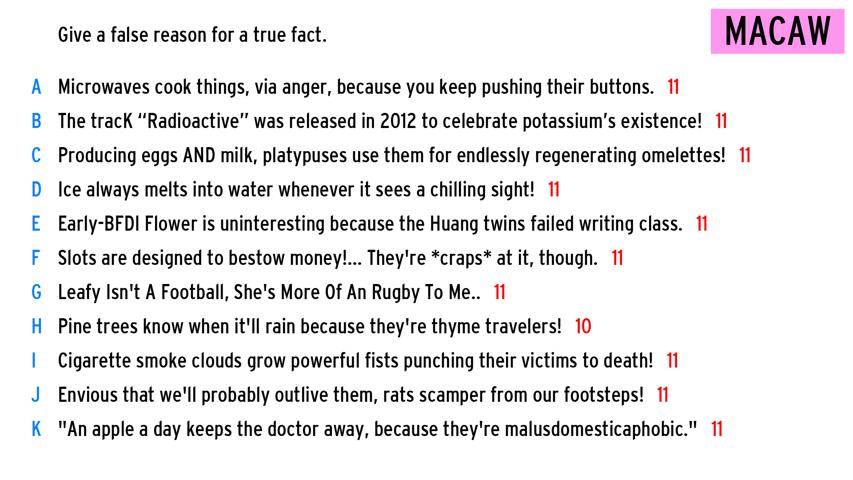 Give a false reason for a true fact.
MACAW
A Microwaves cook things, via anger, because you keep pushing their buttons. 11
B The tracK “Radioactive” was released in 2012 to celebrate potassium’s existence! 11
C Producing eggs AND milk, platypuses use them for endlessly regenerating omelettes! 11
D Ice always melts into water whenever it sees a chilling sight! 11
E Early-BFDI Flower is uninteresting because the Huang twins failed writing class. 11
F Slots are designed to bestow money!... They're *craps* at it, though. 11
G Leafy Isn't A Football, She's More Of An Rugby To Me.. 11
H Pine trees know when it'll rain because they're thyme travelers! 10
I Cigarette smoke clouds grow powerful fists punching their victims to death! 11
J Envious that we'll probably outlive them, rats scamper from our footsteps! 11
K "An apple a day keeps the doctor away, because they're malusdomesticaphobic." 11